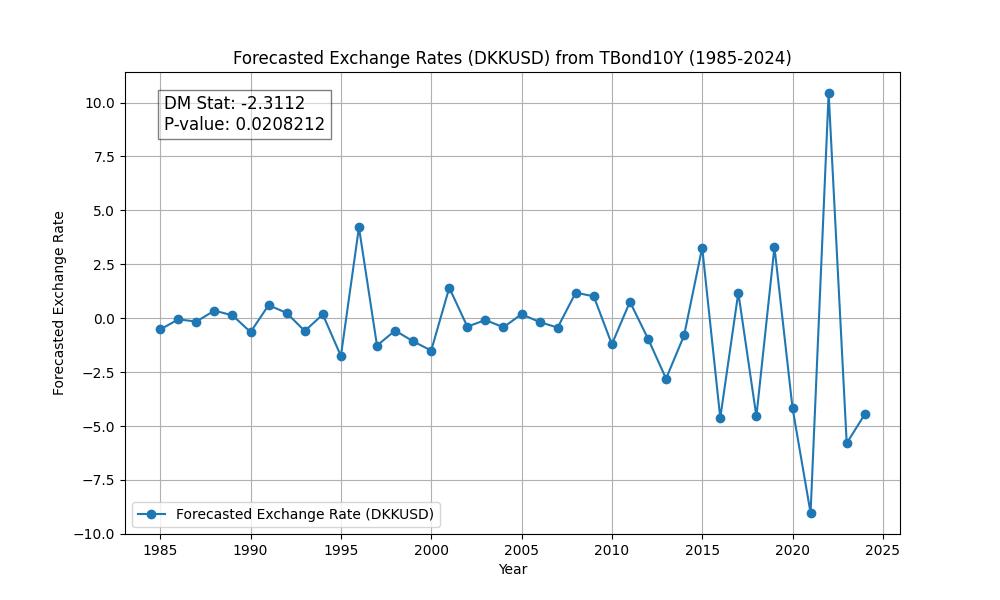 Forecasted Exchange Rates (DKKUSD) from TBond10Y (1985-2024)
DM Stat: -2.3112
P-value: 0.0208212
10.0
7.5
5.0
2.5
0.0
−2.5
−5.0
−7.5
−10.0
Forecasted Exchange Rate
Forecasted Exchange Rate (DKKUSD)
1985 1990 1995 2000 2005 2010 2015 2020 2025
Year